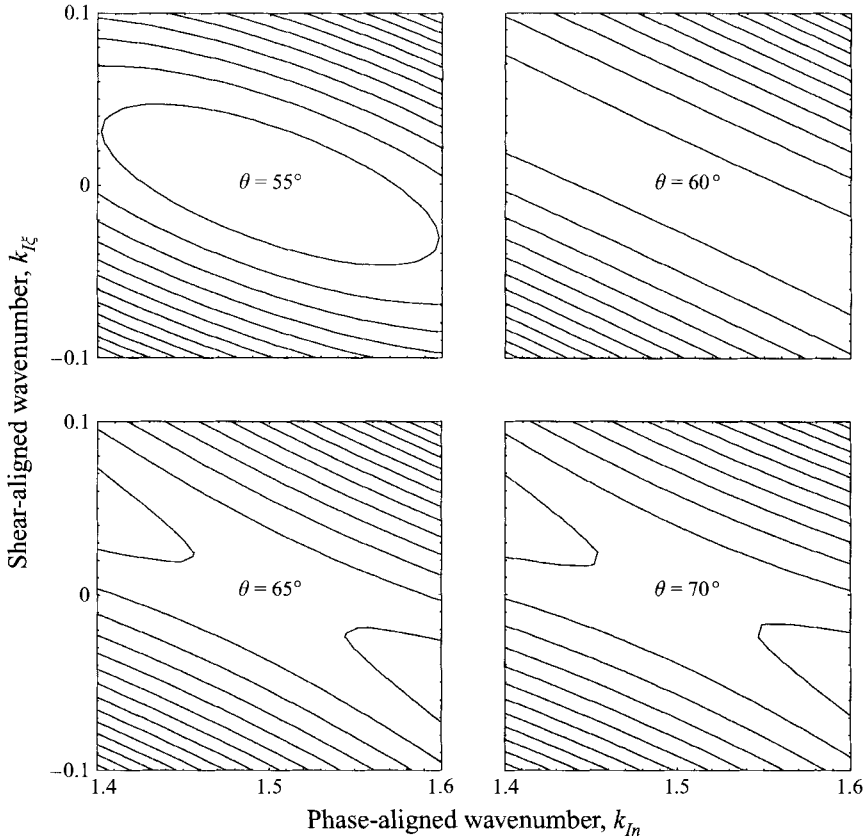 0.1
0
−0.1
θ = 55°
θ = 60°
Shear-aligned wavenumber, k_{Iξ}
0.1
0
−0.1
θ = 65°
θ = 70°
1.4 1.5 1.6
1.4 1.5 1.6
Phase-aligned wavenumber, k_{In}